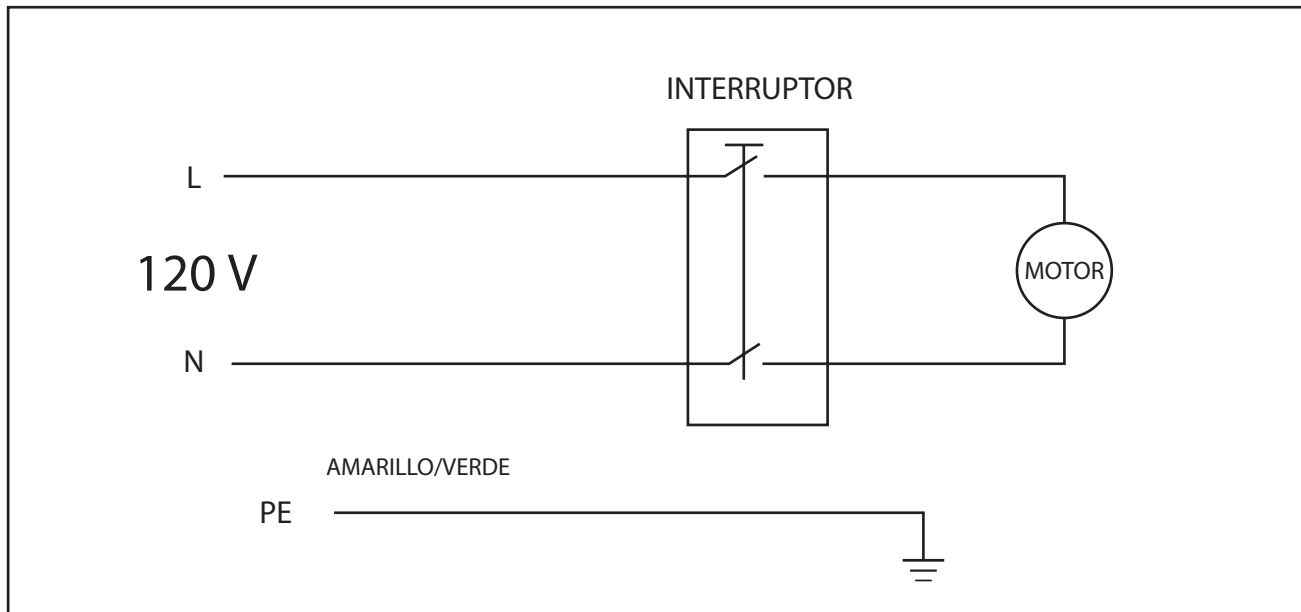 INTERRUPTOR
L
120 V
MOTOR
N
AMARILLO/VERDE
PE